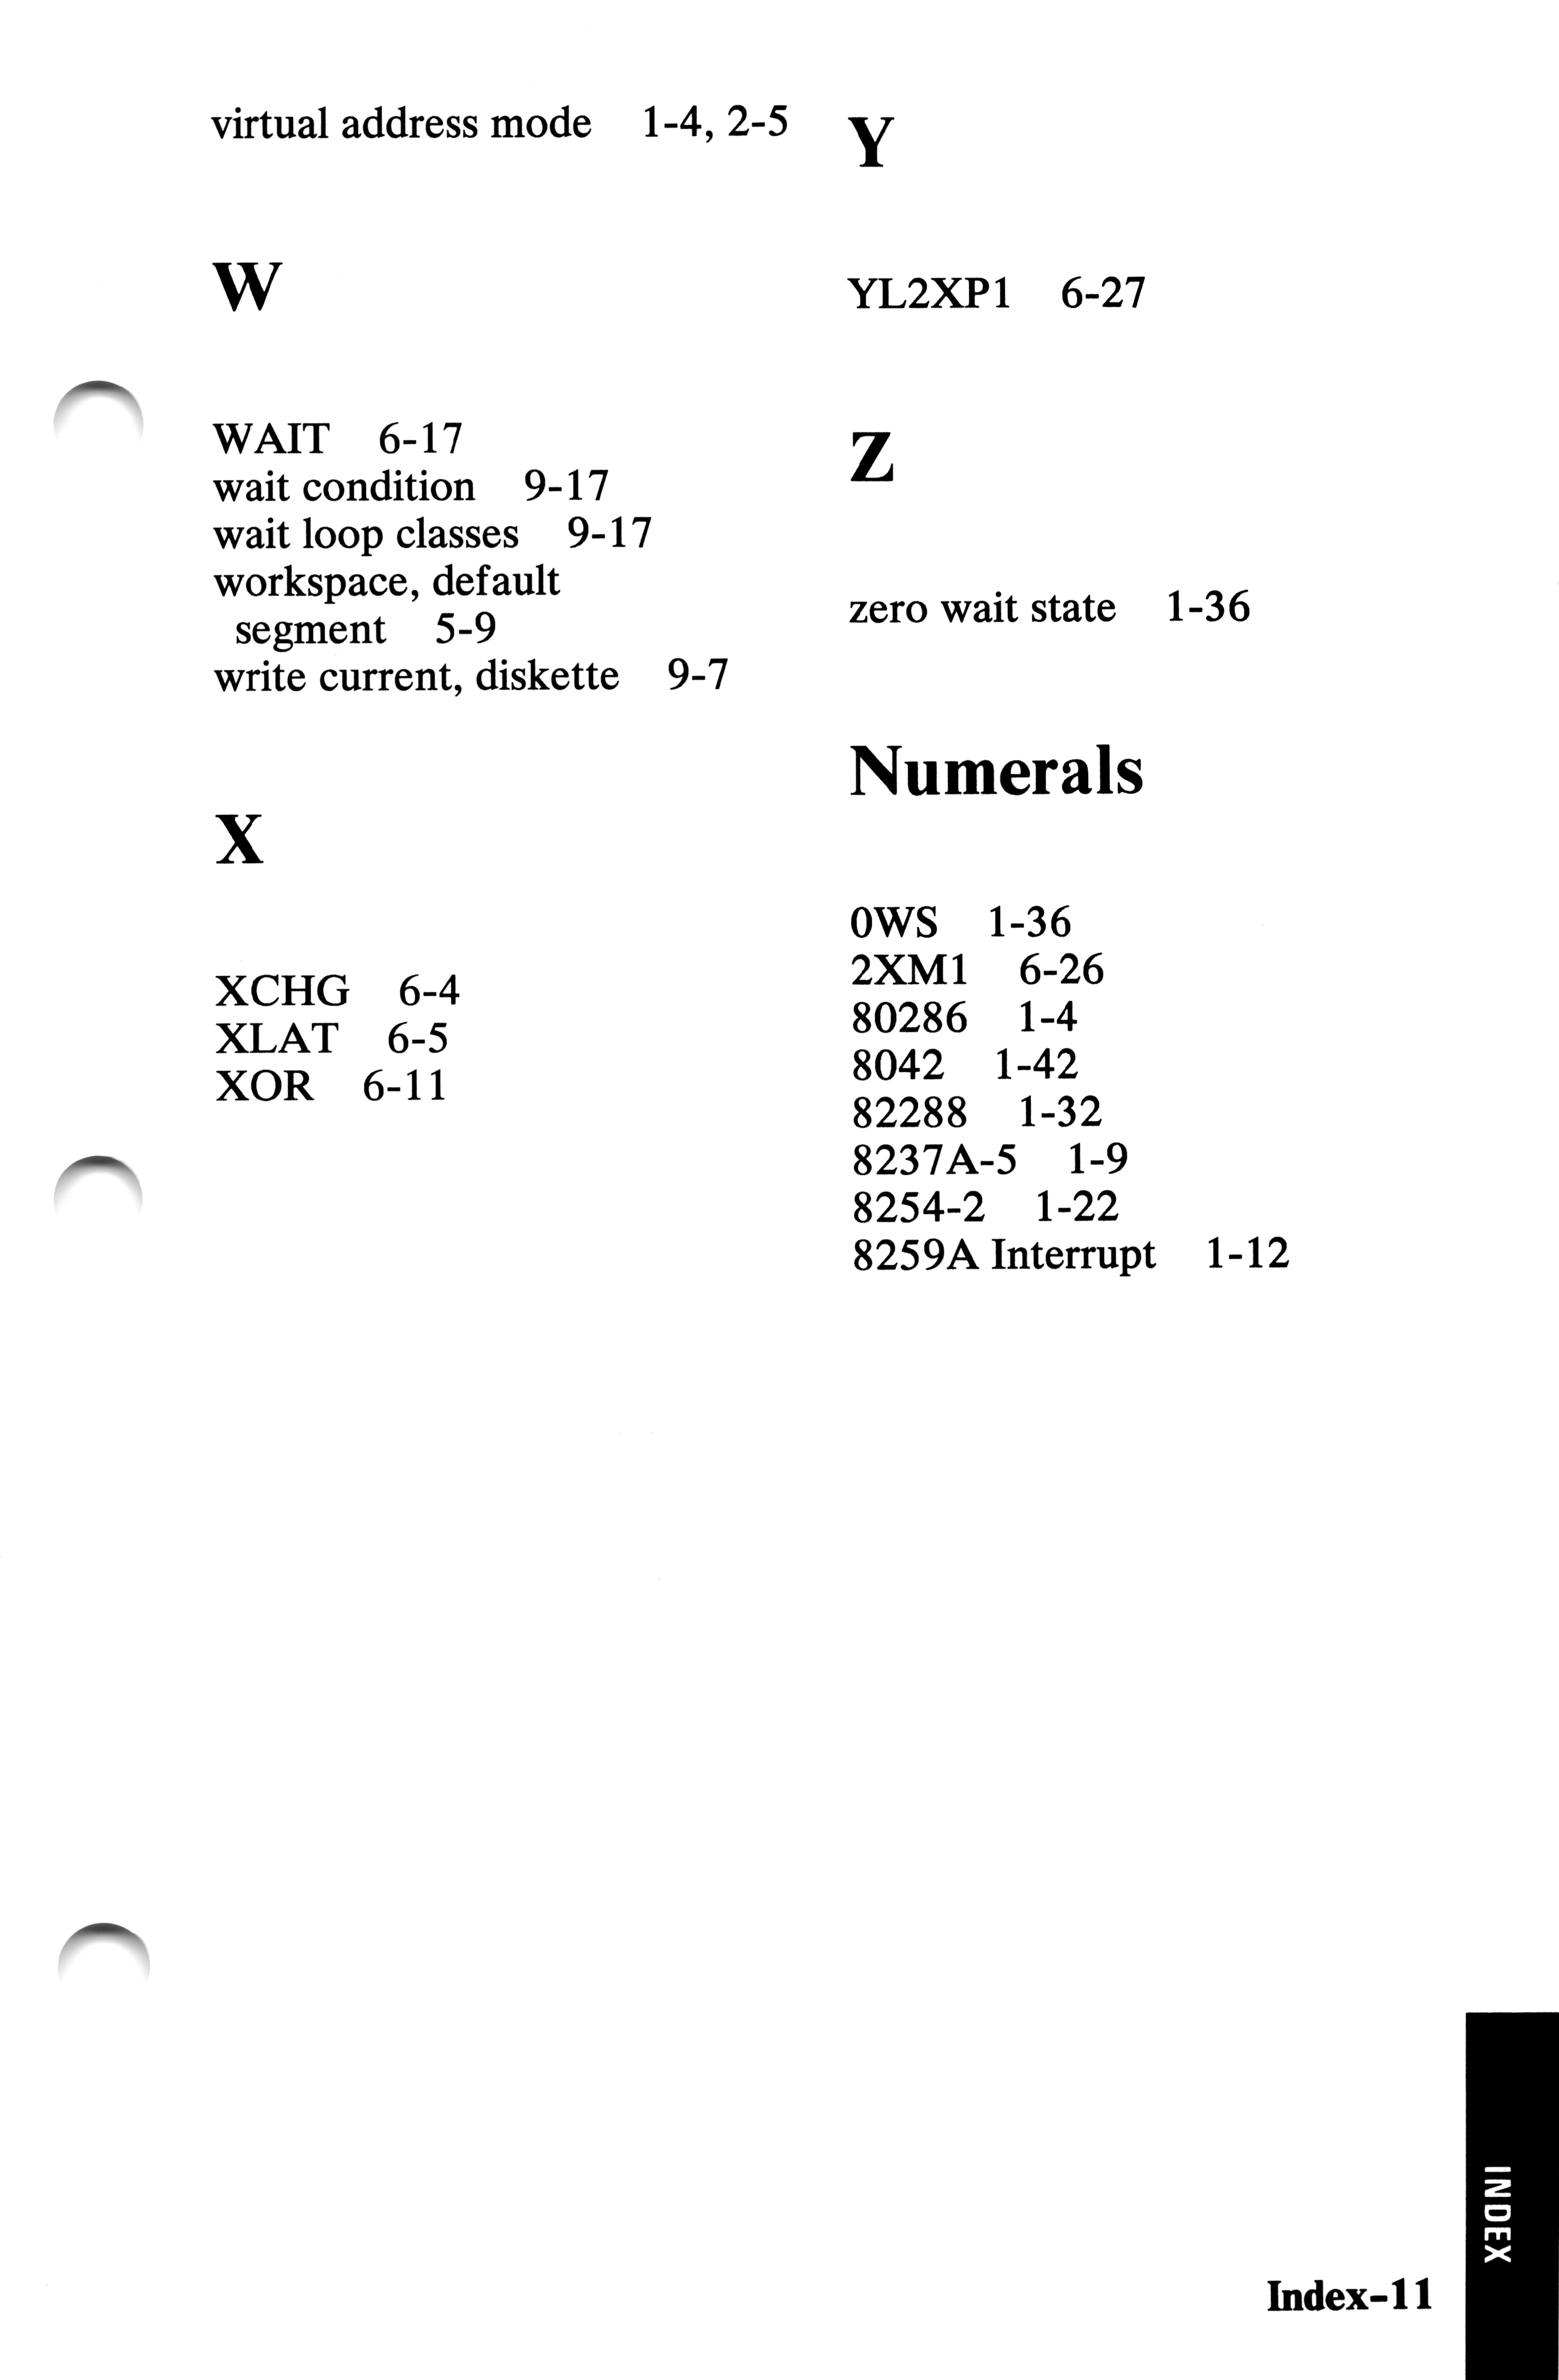 virtual address mode 1-4, 2-5
W
WAIT 6-17
wait condition 9-17
wait loop classes 9-17
workspace, default
segment 5-9
write current, diskette 9-7
X
XCHG 6-4
XLAT 6-5
XOR 6-11
Y
YL2XP1 6-27
Z
zero wait state 1-36
Numerals
0WS 1-36
2XM1 6-26
80286 1-4
8042 1-42
82288 1-32
8237A-5 1-9
8254-2 1-22
8259A Interrupt 1-12
INDEX
Index-11